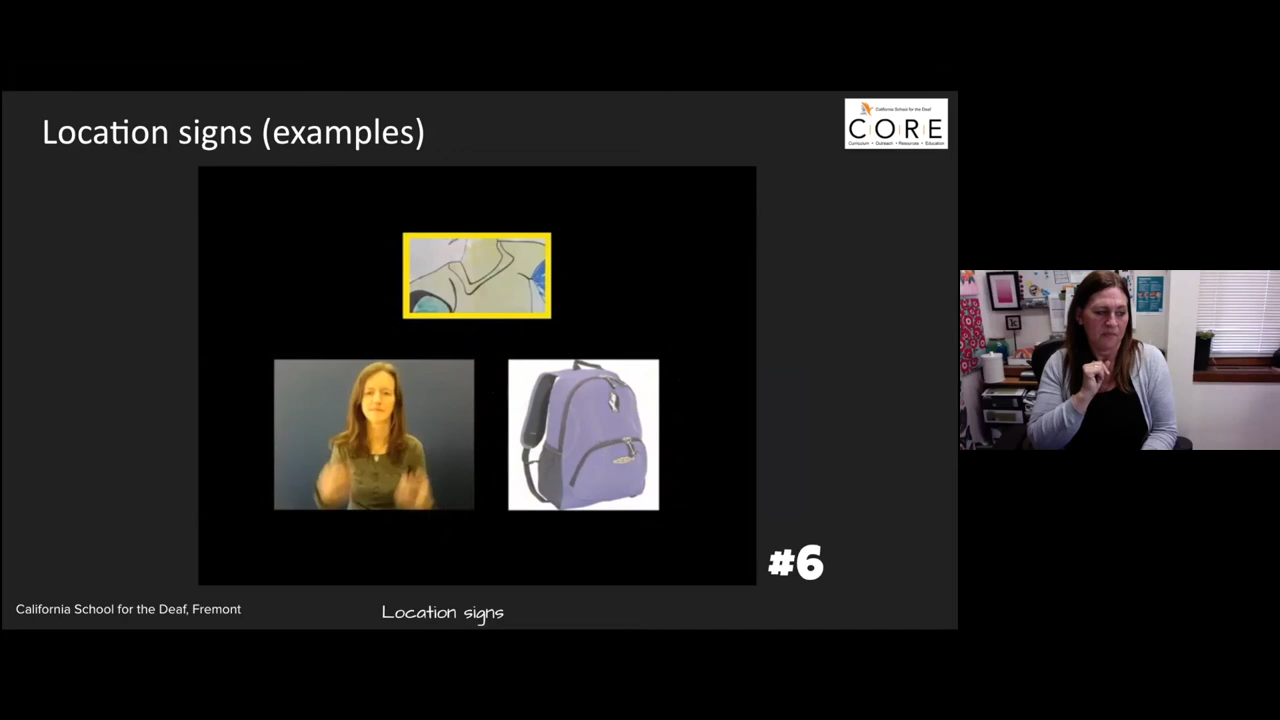 Location signs (examples)
California School for the Deaf
CORE
Curriculum • Outreach • Resources • Education
#6
California School for the Deaf, Fremont
Location signs